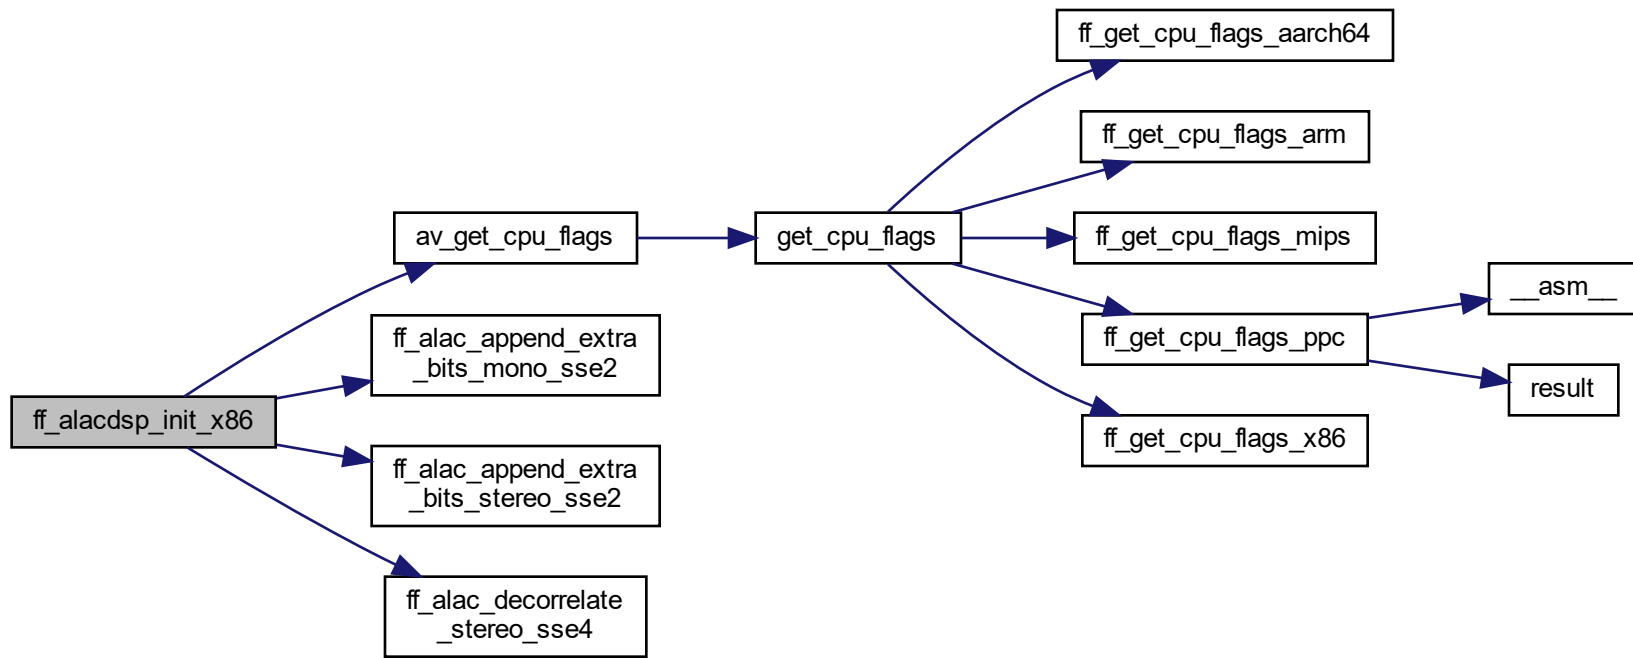 ff_alacdsp_init_x86
av_get_cpu_flags
ff_alac_append_extra
_bits_mono_sse2
ff_alac_append_extra
_bits_stereo_sse2
ff_alac_decorrelate
_stereo_sse4
get_cpu_flags
ff_get_cpu_flags_aarch64
ff_get_cpu_flags_arm
ff_get_cpu_flags_mips
ff_get_cpu_flags_ppc
ff_get_cpu_flags_x86
__asm__
result